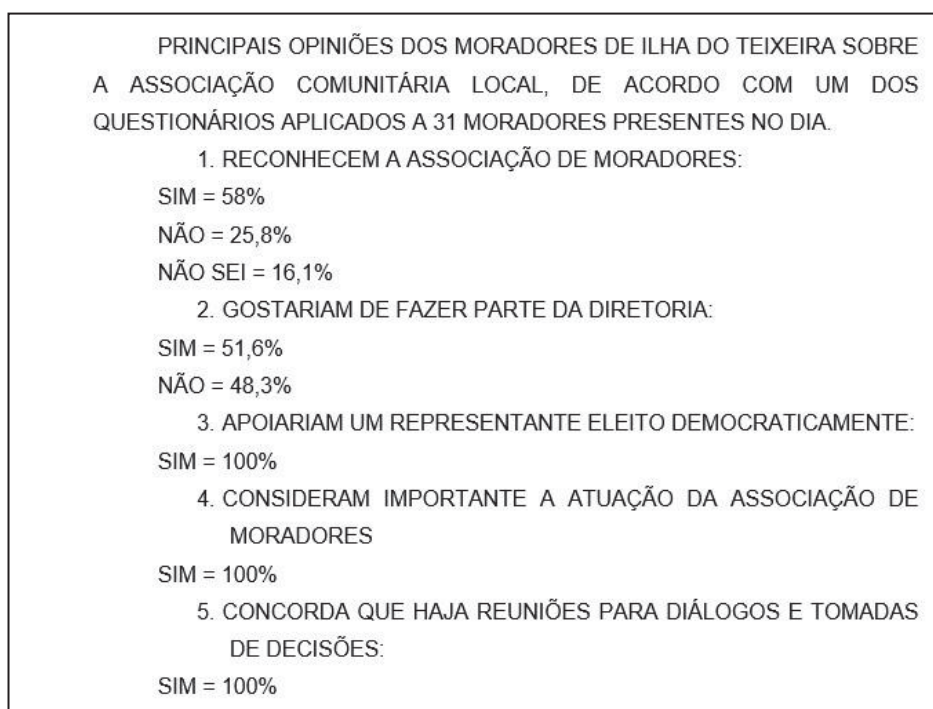 PRINCIPAIS OPINIÕES DOS MORADORES DE ILHA DO TEIXEIRA SOBRE
A ASSOCIAÇÃO COMUNITÁRIA LOCAL, DE ACORDO COM UM DOS
QUESTIONÁRIOS APLICADOS A 31 MORADORES PRESENTES NO DIA.
1. RECONHECEM A ASSOCIAÇÃO DE MORADORES:
SIM = 58%
NÃO = 25,8%
NÃO SEI = 16,1%
2. GOSTARIAM DE FAZER PARTE DA DIRETORIA:
SIM = 51,6%
NÃO = 48,3%
3. APOIARIAM UM REPRESENTANTE ELEITO DEMOCRATICAMENTE:
SIM = 100%
4. CONSIDERAM IMPORTANTE A ATUAÇÃO DA ASSOCIAÇÃO DE
MORADORES
SIM = 100%
5. CONCORDA QUE HAJA REUNIÕES PARA DIÁLOGOS E TOMADAS
DE DECISÕES:
SIM = 100%